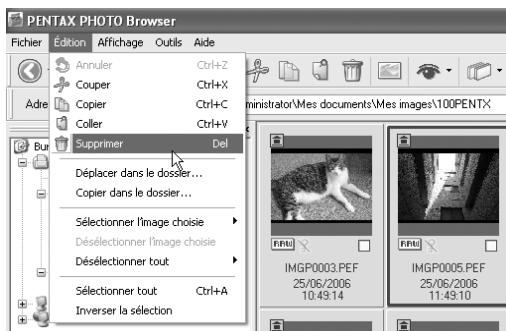 PENTAX PHOTO Browser
Fichier Édition Affichage Outils Aide
Annuler Ctrl+Z
Couper Ctrl+X
Copier Ctrl+C
Coller Ctrl+V
Supprimer Del
Déplacer dans le dossier...
Copier dans le dossier...
Sélectionner l'image choisie
Désélectionner l'image choisie
Désélectionner tout
Sélectionner tout Ctrl+A
Inverser la sélection
Adre
ministrator\Mes documents\Mes images\100PENTX
Bur
RAW
IMGP0003.PEF
25/06/2006
10:49:14
RAW
IMGP0005.PEF
25/06/2006
11:49:10